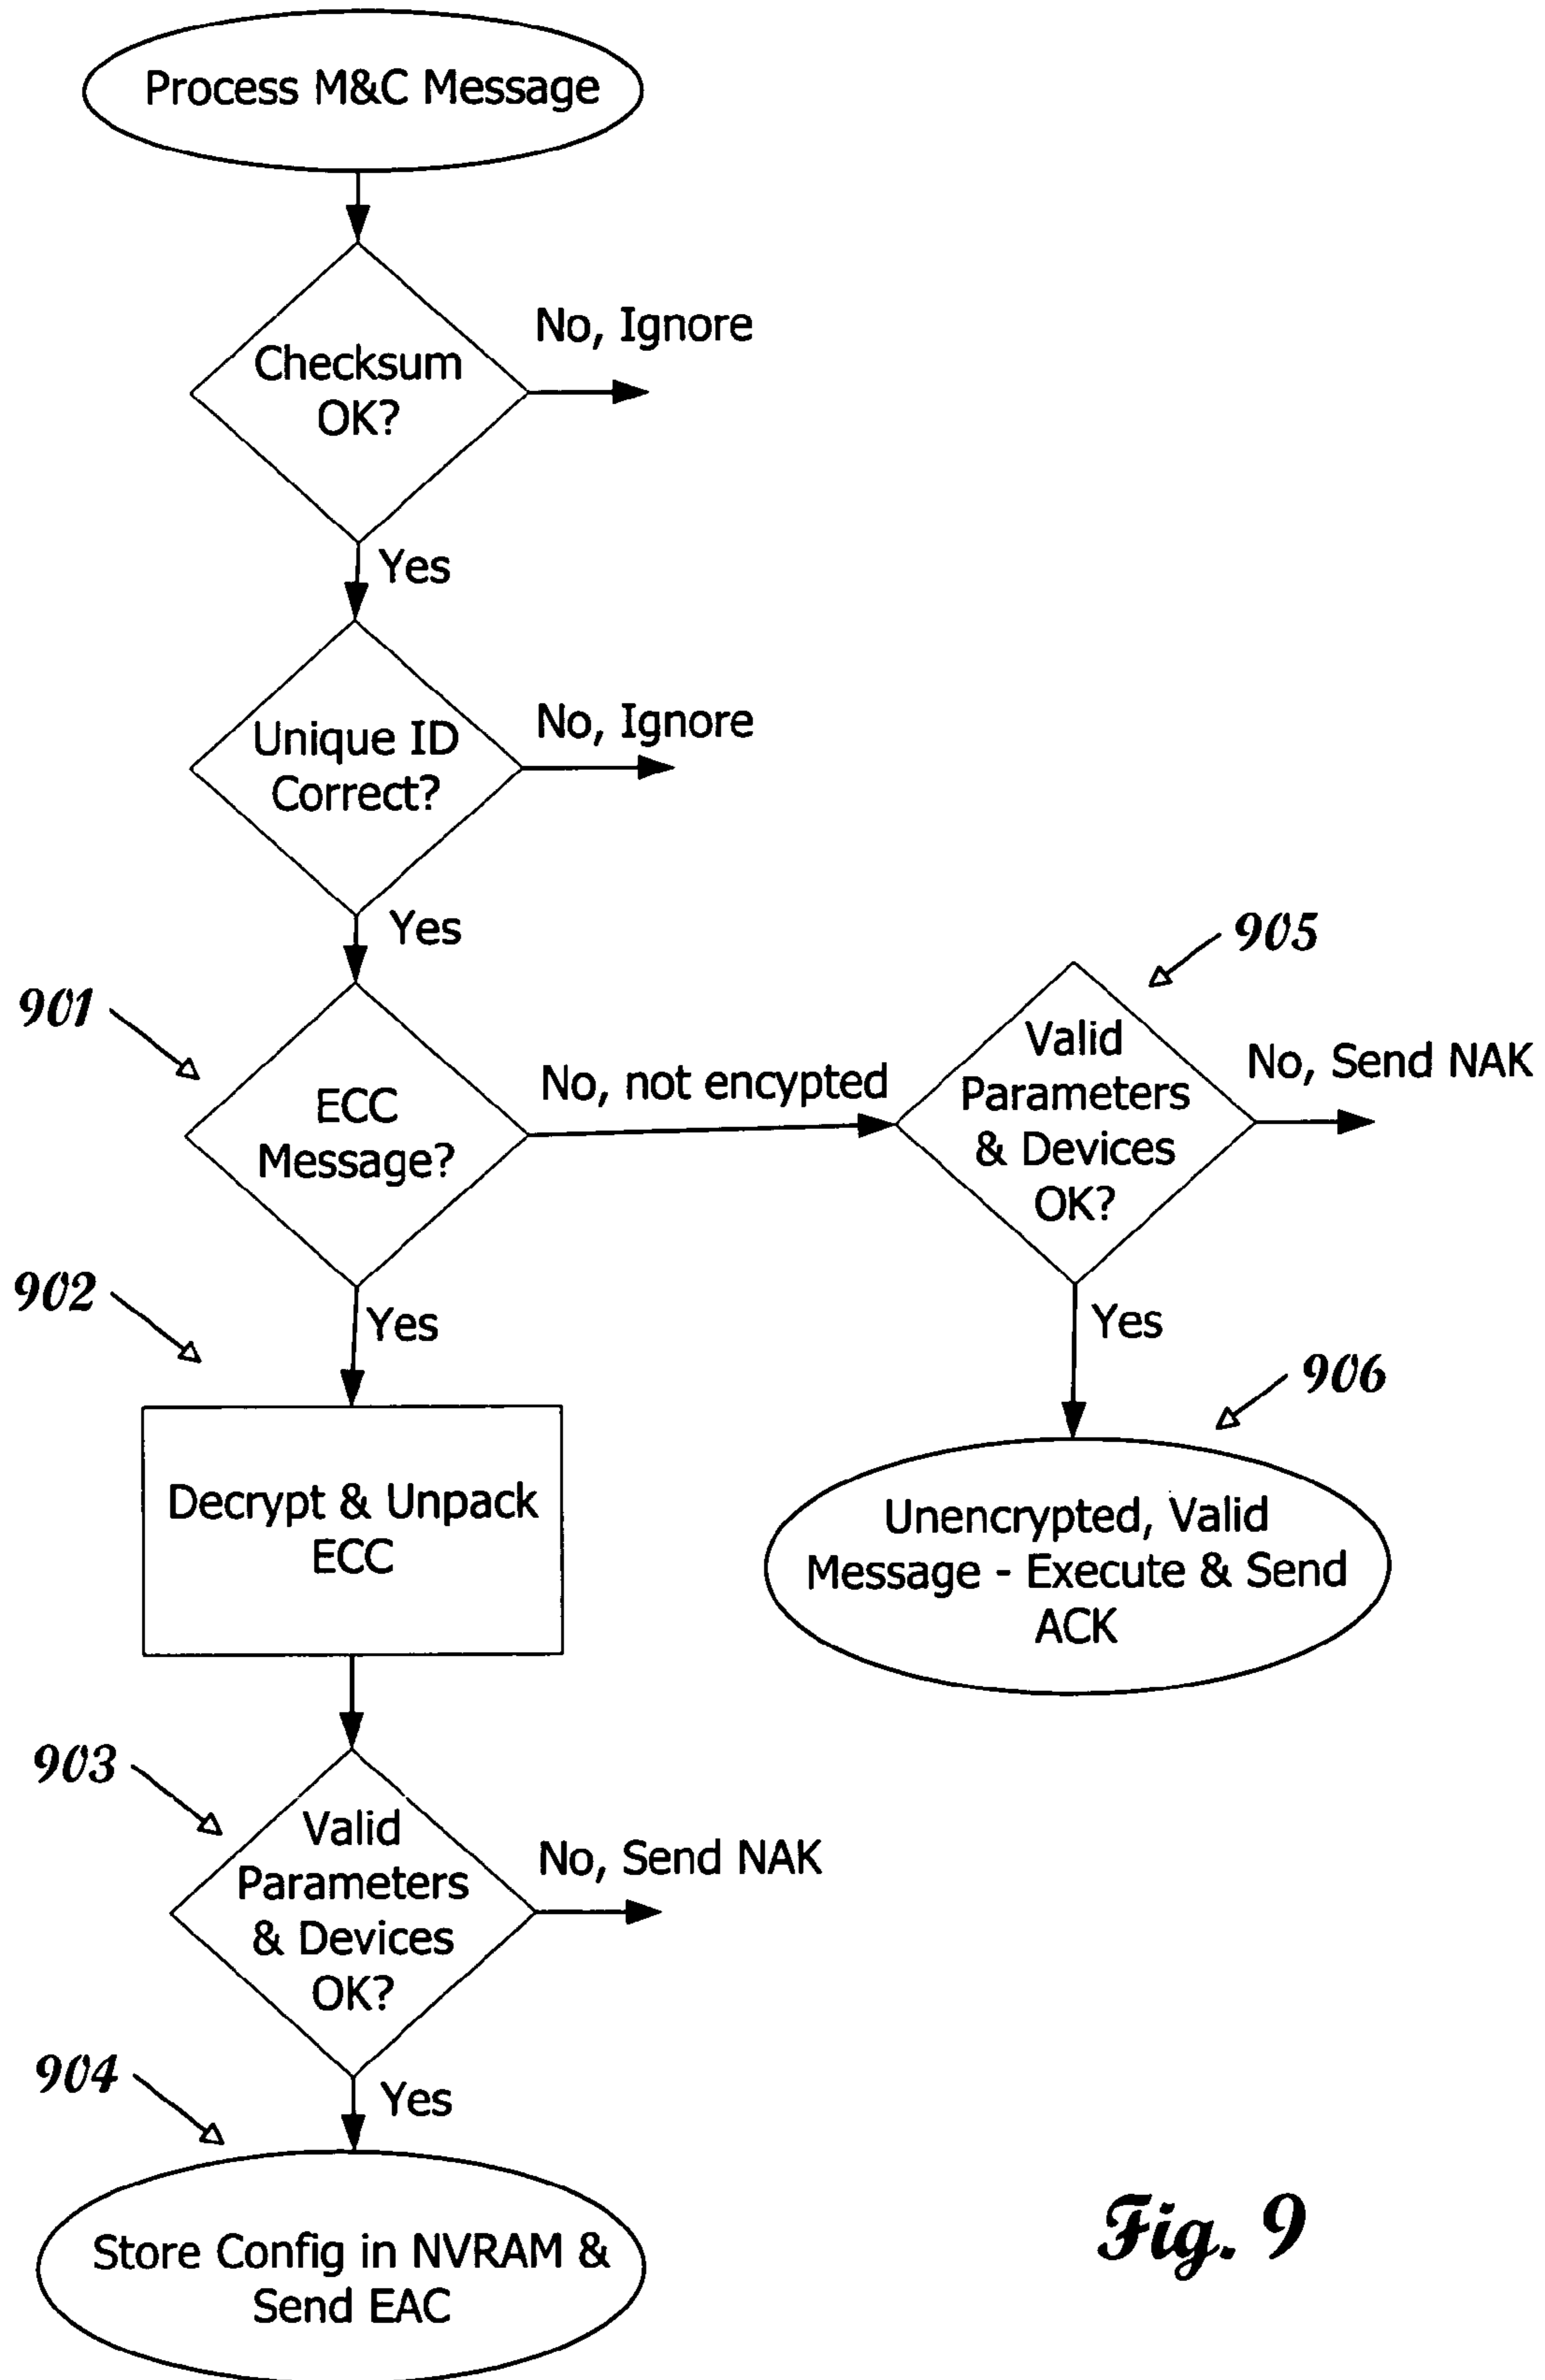 Process M&C Message
Checksum
OK?
No, Ignore
Yes
Unique ID
Correct?
No, Ignore
Yes
901
ECC
Message?
No, not encypted
905
Valid
Parameters
& Devices
OK?
No, Send NAK
Yes
906
Unencrypted, Valid
Message - Execute & Send
ACK
Yes
902
Decrypt & Unpack
ECC
903
Valid
Parameters
& Devices
OK?
No, Send NAK
Yes
904
Store Config in NVRAM &
Send EAC
Fig. 9